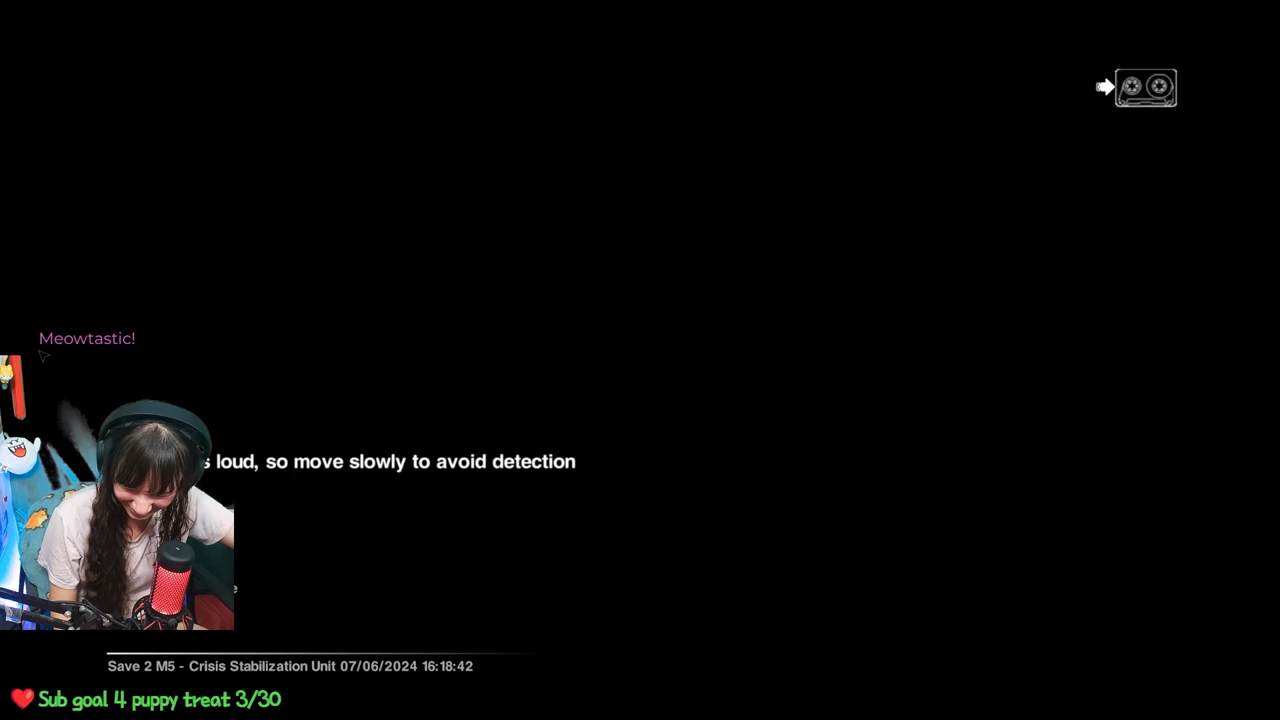 Meowtastic!
loud, so move slowly to avoid detection
Save 2 M5 - Crisis Stabilization Unit 07/06/2024 16:18:42
Sub goal 4 puppy treat 3/30